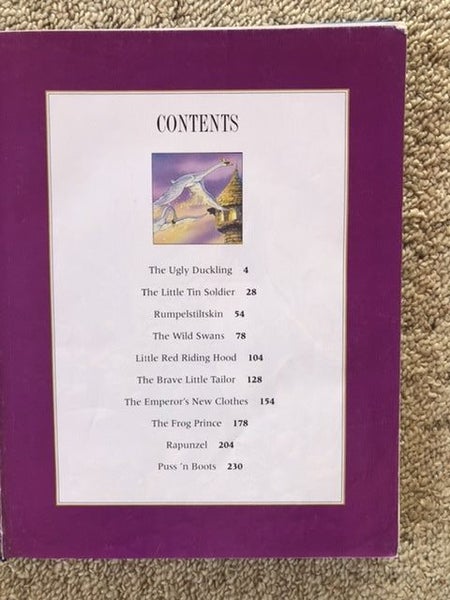 CONTENTS
The Ugly Duckling 4
The Little Tin Soldier 28
Rumpelstiltskin 54
The Wild Swans 78
Little Red Riding Hood 104
The Brave Little Tailor 128
The Emperor's New Clothes 154
The Frog Prince 178
Rapunzel 204
Puss 'n Boots 230